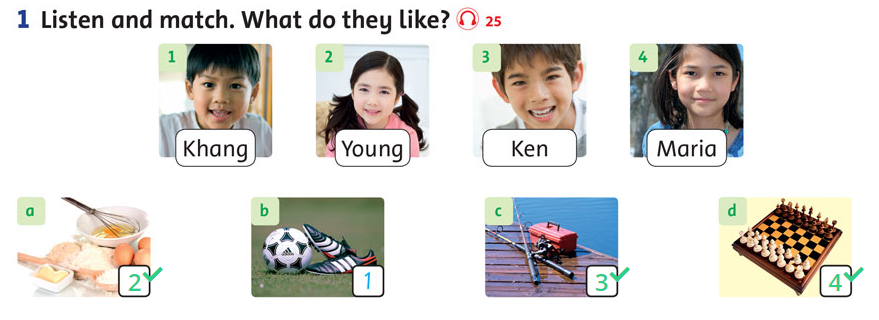 1 Listen and match. What do they like? 25
1 2 3 4
Khang Young Ken Maria
a b c d
2 1 3 4